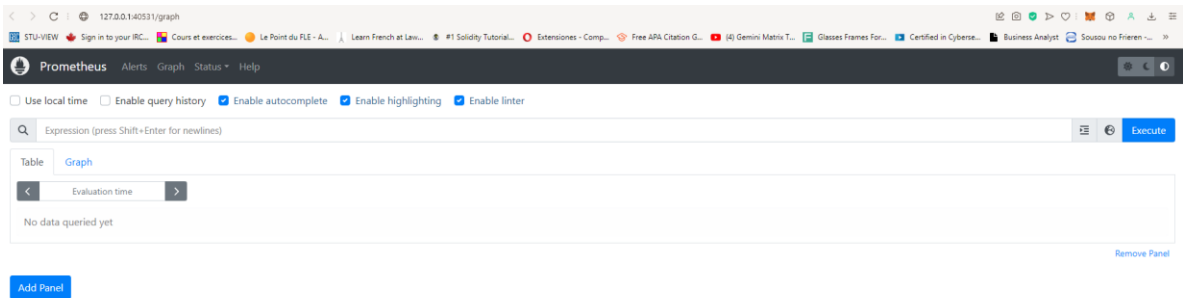 127.0.0.1:40531/graph
STU-VIEW Sign in to your IRC... Cours et exercices... Le Point du FLE - A... Learn French at Law... #1 Solidity Tutorial... Extensiones - Comp... Free APA Citation G... (4) Gemini Matrix T... Glasses Frames For... Certified in Cyberse... Business Analyst Sousou no Frieren -... »
Prometheus Alerts Graph Status Help
Use local time Enable query history Enable autocomplete Enable highlighting Enable linter
Expression (press Shift+Enter for newlines) Execute
Table Graph
Evaluation time
No data queried yet
Remove Panel
Add Panel